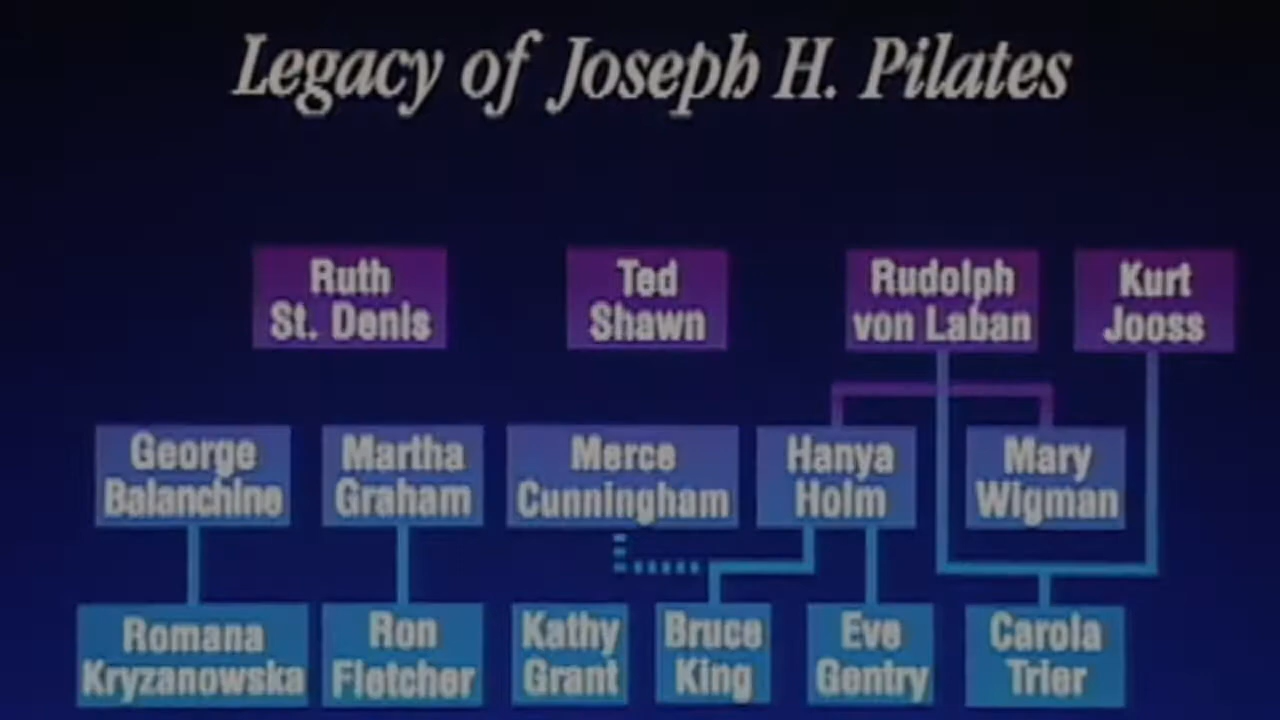 Legacy of Joseph H. Pilates
Ruth
St. Denis
Ted
Shawn
Rudolph
von Laban
Kurt
Jooss
George
Balanchine
Martha
Graham
Merce
Cunningham
Hanya
Holm
Mary
Wigman
Romana
Kryzanowska
Ron
Fletcher
Kathy
Grant
Bruce
King
Eve
Gentry
Carola
Trier